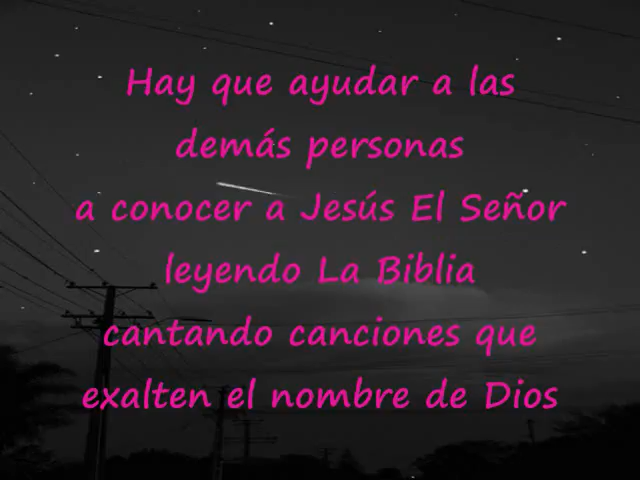 Hay que ayudar a las
demás personas
a conocer a Jesús El Señor
leyendo La Biblia
cantando canciones que
exalten el nombre de Dios